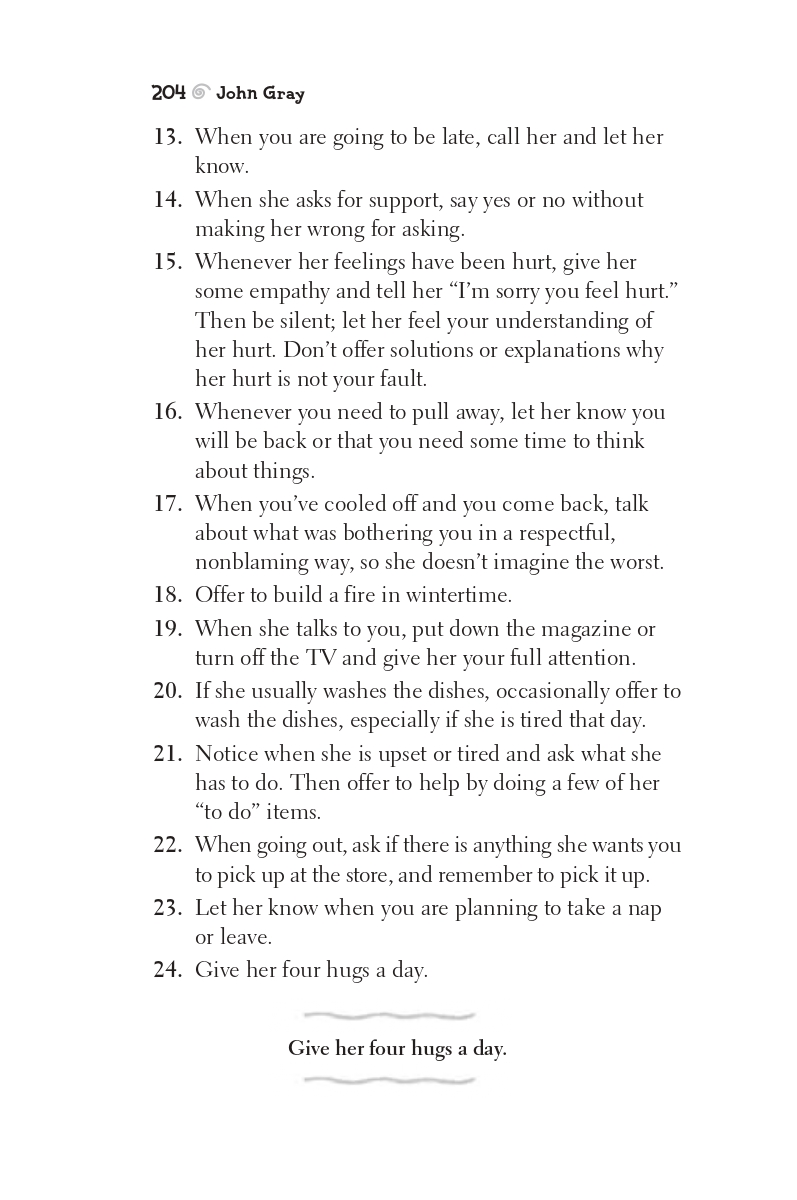 204 John Gray
13. When you are going to be late, call her and let her
know.
14. When she asks for support, say yes or no without
making her wrong for asking.
15. Whenever her feelings have been hurt, give her
some empathy and tell her “I’m sorry you feel hurt.”
Then be silent; let her feel your understanding of
her hurt. Don’t offer solutions or explanations why
her hurt is not your fault.
16. Whenever you need to pull away, let her know you
will be back or that you need some time to think
about things.
17. When you’ve cooled off and you come back, talk
about what was bothering you in a respectful,
nonblaming way, so she doesn’t imagine the worst.
18. Offer to build a fire in wintertime.
19. When she talks to you, put down the magazine or
turn off the TV and give her your full attention.
20. If she usually washes the dishes, occasionally offer to
wash the dishes, especially if she is tired that day.
21. Notice when she is upset or tired and ask what she
has to do. Then offer to help by doing a few of her
“to do” items.
22. When going out, ask if there is anything she wants you
to pick up at the store, and remember to pick it up.
23. Let her know when you are planning to take a nap
or leave.
24. Give her four hugs a day.
Give her four hugs a day.